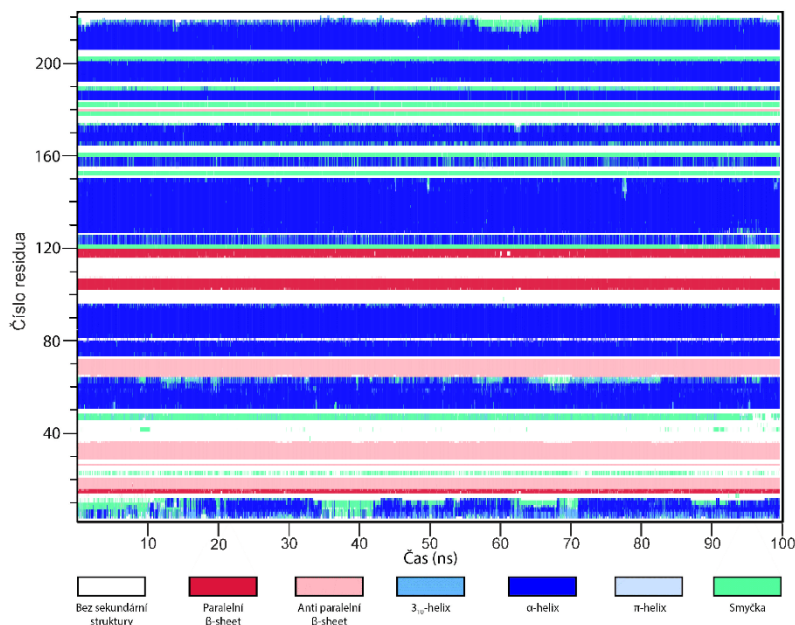 200
160
120
80
40
Číslo residua
10
20
30
40
50
60
70
80
90
100
Čas (ns)
Bez sekundární
struktury
Paralelní
β-sheet
Anti paralelní
β-sheet
3₁₀-helix
α-helix
π-helix
Smyčka